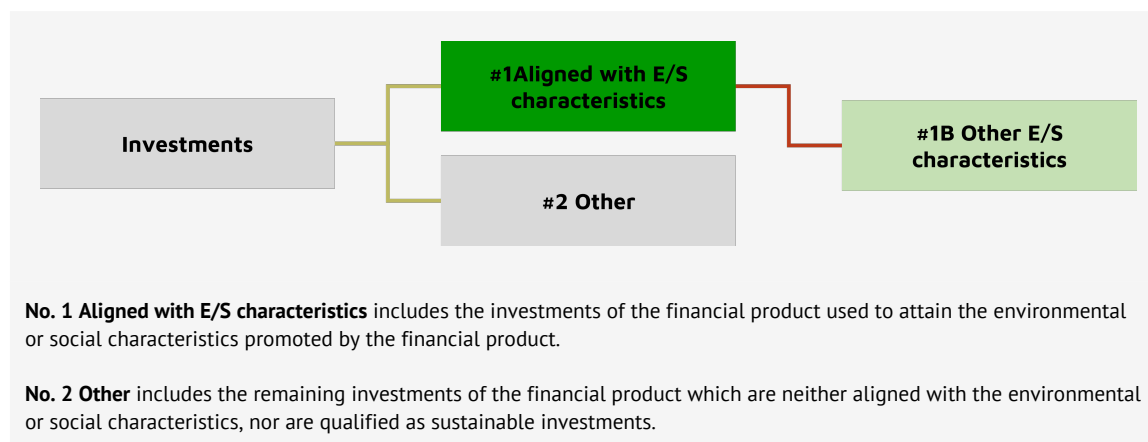 #1Aligned with E/S
characteristics
Investments
#1B Other E/S
characteristics
#2 Other
No. 1 Aligned with E/S characteristics includes the investments of the financial product used to attain the environmental
or social characteristics promoted by the financial product.
No. 2 Other includes the remaining investments of the financial product which are neither aligned with the environmental
or social characteristics, nor are qualified as sustainable investments.